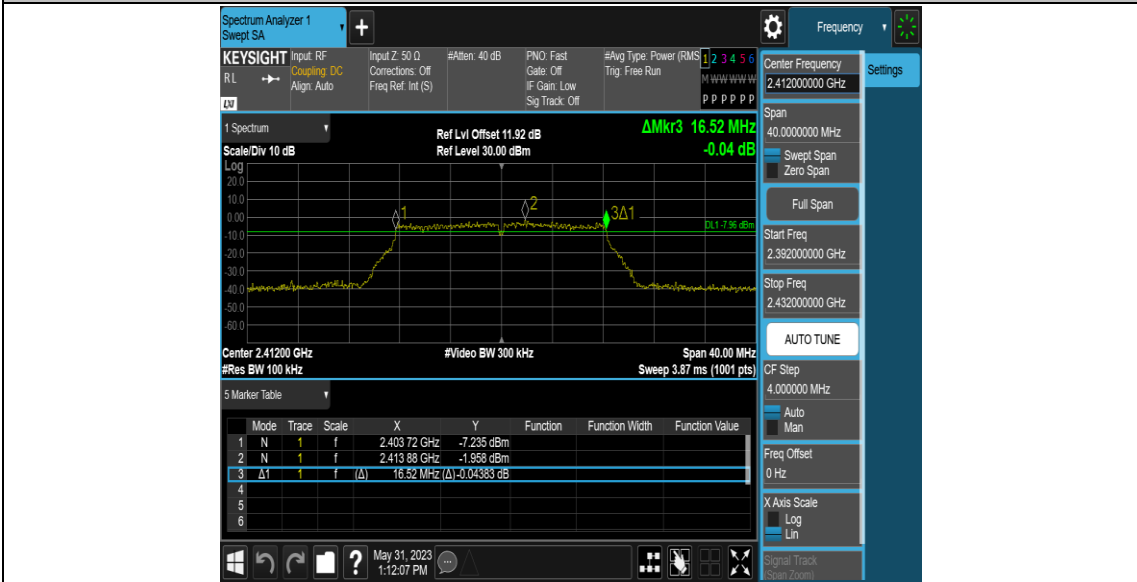 Spectrum Analyzer 1
Swept SA
+
Frequency
KEYSIGHT Input: RF Input Z: 50 Ω #Atten: 40 dB PNO: Fast #Avg Type: Power (RMS 1 2 3 4 5 6
RL Coupling: DC Corrections: Off Gate: Off Trig: Free Run M W W W W W
Align: Auto Freq Ref: Int (S) IF Gain: Low
LXI Sig Track: Off P P P P P P
Center Frequency
2.412000000 GHz
Settings
Span
40.0000000 MHz
Swept Span
Zero Span
Full Span
Start Freq
2.392000000 GHz
Stop Freq
2.432000000 GHz
AUTO TUNE
CF Step
4.000000 MHz
Auto
Man
Freq Offset
0 Hz
X Axis Scale
Log
Lin
Signal Track
(Span Zoom)
1 Spectrum Ref Lvl Offset 11.92 dB ΔMkr3 16.52 MHz
Scale/Div 10 dB Ref Level 30.00 dBm -0.04 dB
Log
20.0
10.0
0.00
-10.0
-20.0
-30.0
-40.0
-50.0
-60.0
1 2 3Δ1
DL1 -7.96 dBm
Center 2.41200 GHz #Video BW 300 kHz Span 40.00 MHz
#Res BW 100 kHz Sweep 3.87 ms (1001 pts)
5 Marker Table
Mode Trace Scale X Y Function Function Width Function Value
1 N 1 f 2.403 72 GHz -7.235 dBm
2 N 1 f 2.413 88 GHz -1.958 dBm
3 Δ1 1 f (Δ) 16.52 MHz (Δ) -0.04383 dB
4
5
6
? May 31, 2023
1:12:07 PM